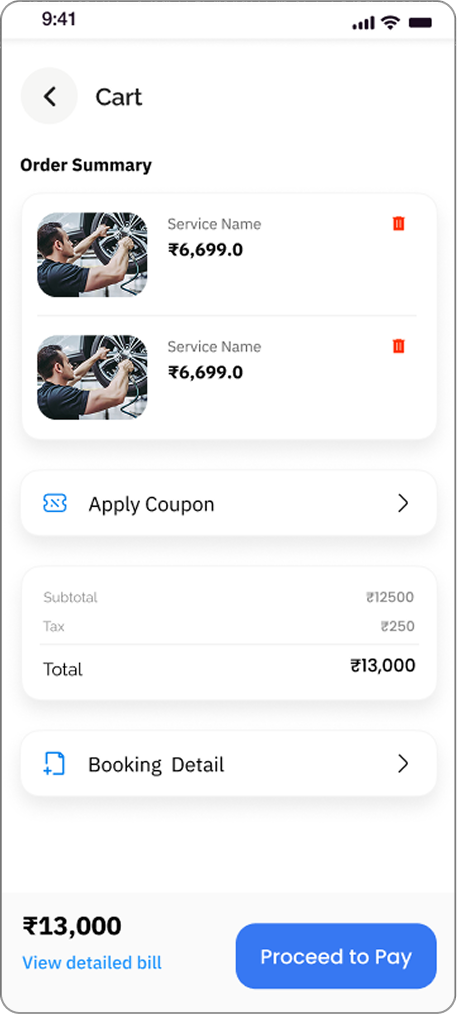 9:41
Cart
Order Summary
Service Name
₹6,699.0
Service Name
₹6,699.0
Apply Coupon
Subtotal ₹12500
Tax ₹250
Total ₹13,000
Booking Detail
₹13,000
View detailed bill
Proceed to Pay